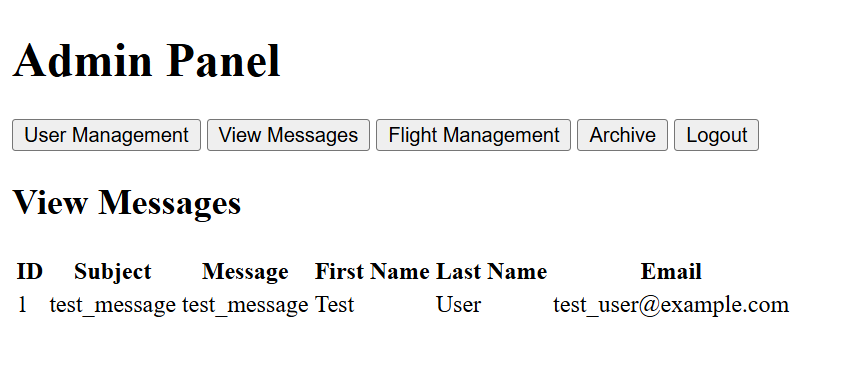 Admin Panel
User Management View Messages Flight Management Archive Logout
View Messages
ID Subject Message First Name Last Name Email
1 test_message test_message Test User test_user@example.com